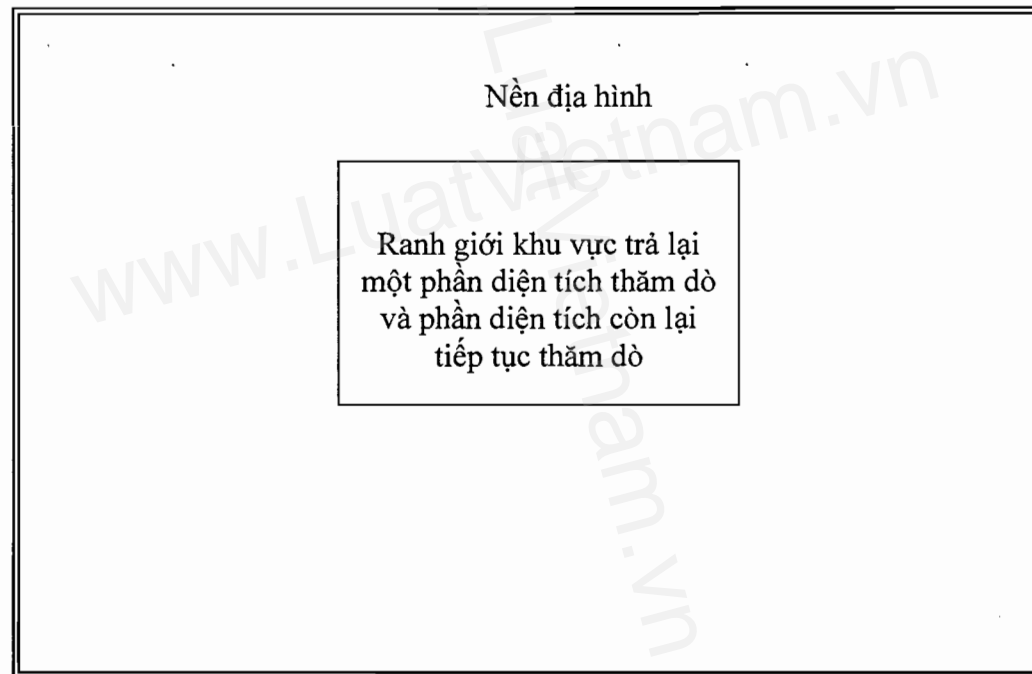 Nền địa hình
Ranh giới khu vực trả lại
một phần diện tích thăm dò
và phần diện tích còn lại
tiếp tục thăm dò
www.LuatVietnam.vn
LuatVietnam.vn